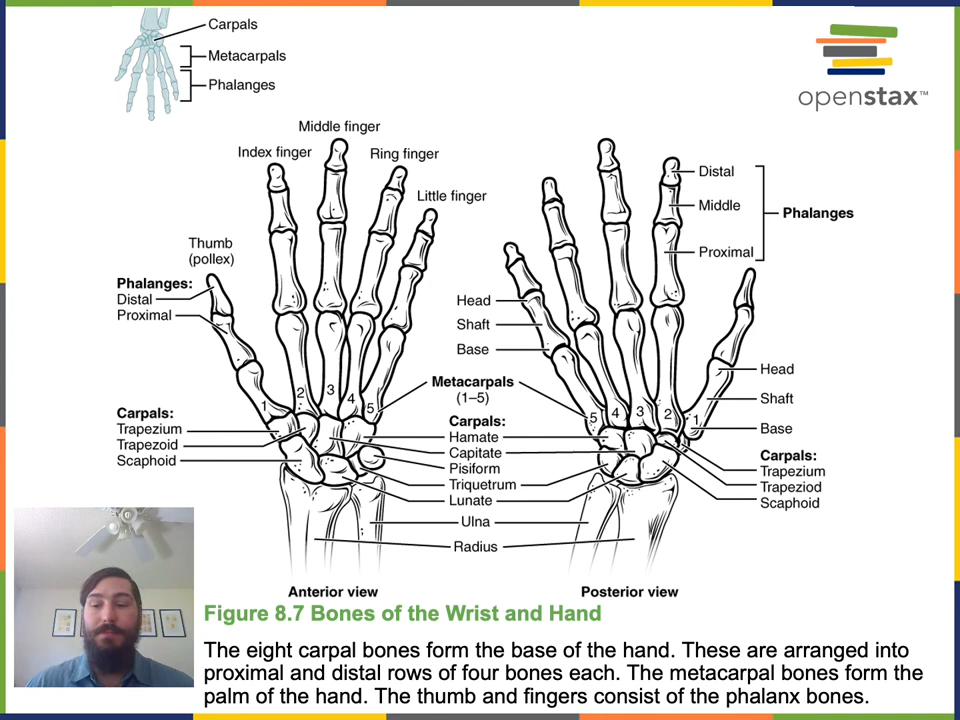 Carpals
Metacarpals
Phalanges
openstax™
Middle finger
Index finger
Ring finger
Little finger
Thumb
(pollex)
Phalanges:
Distal
Proximal
Distal
Middle
Proximal
Phalanges
Head
Shaft
Base
Head
Shaft
Base
Metacarpals
(1–5)
1
2
3
4
5
5
4
3
2
1
Carpals:
Trapezium
Trapezoid
Scaphoid
Carpals:
Hamate
Capitate
Pisiform
Triquetrum
Lunate
Ulna
Radius
Carpals:
Trapezium
Trapeziod
Scaphoid
Anterior view
Posterior view
Figure 8.7 Bones of the Wrist and Hand
The eight carpal bones form the base of the hand. These are arranged into
proximal and distal rows of four bones each. The metacarpal bones form the
palm of the hand. The thumb and fingers consist of the phalanx bones.